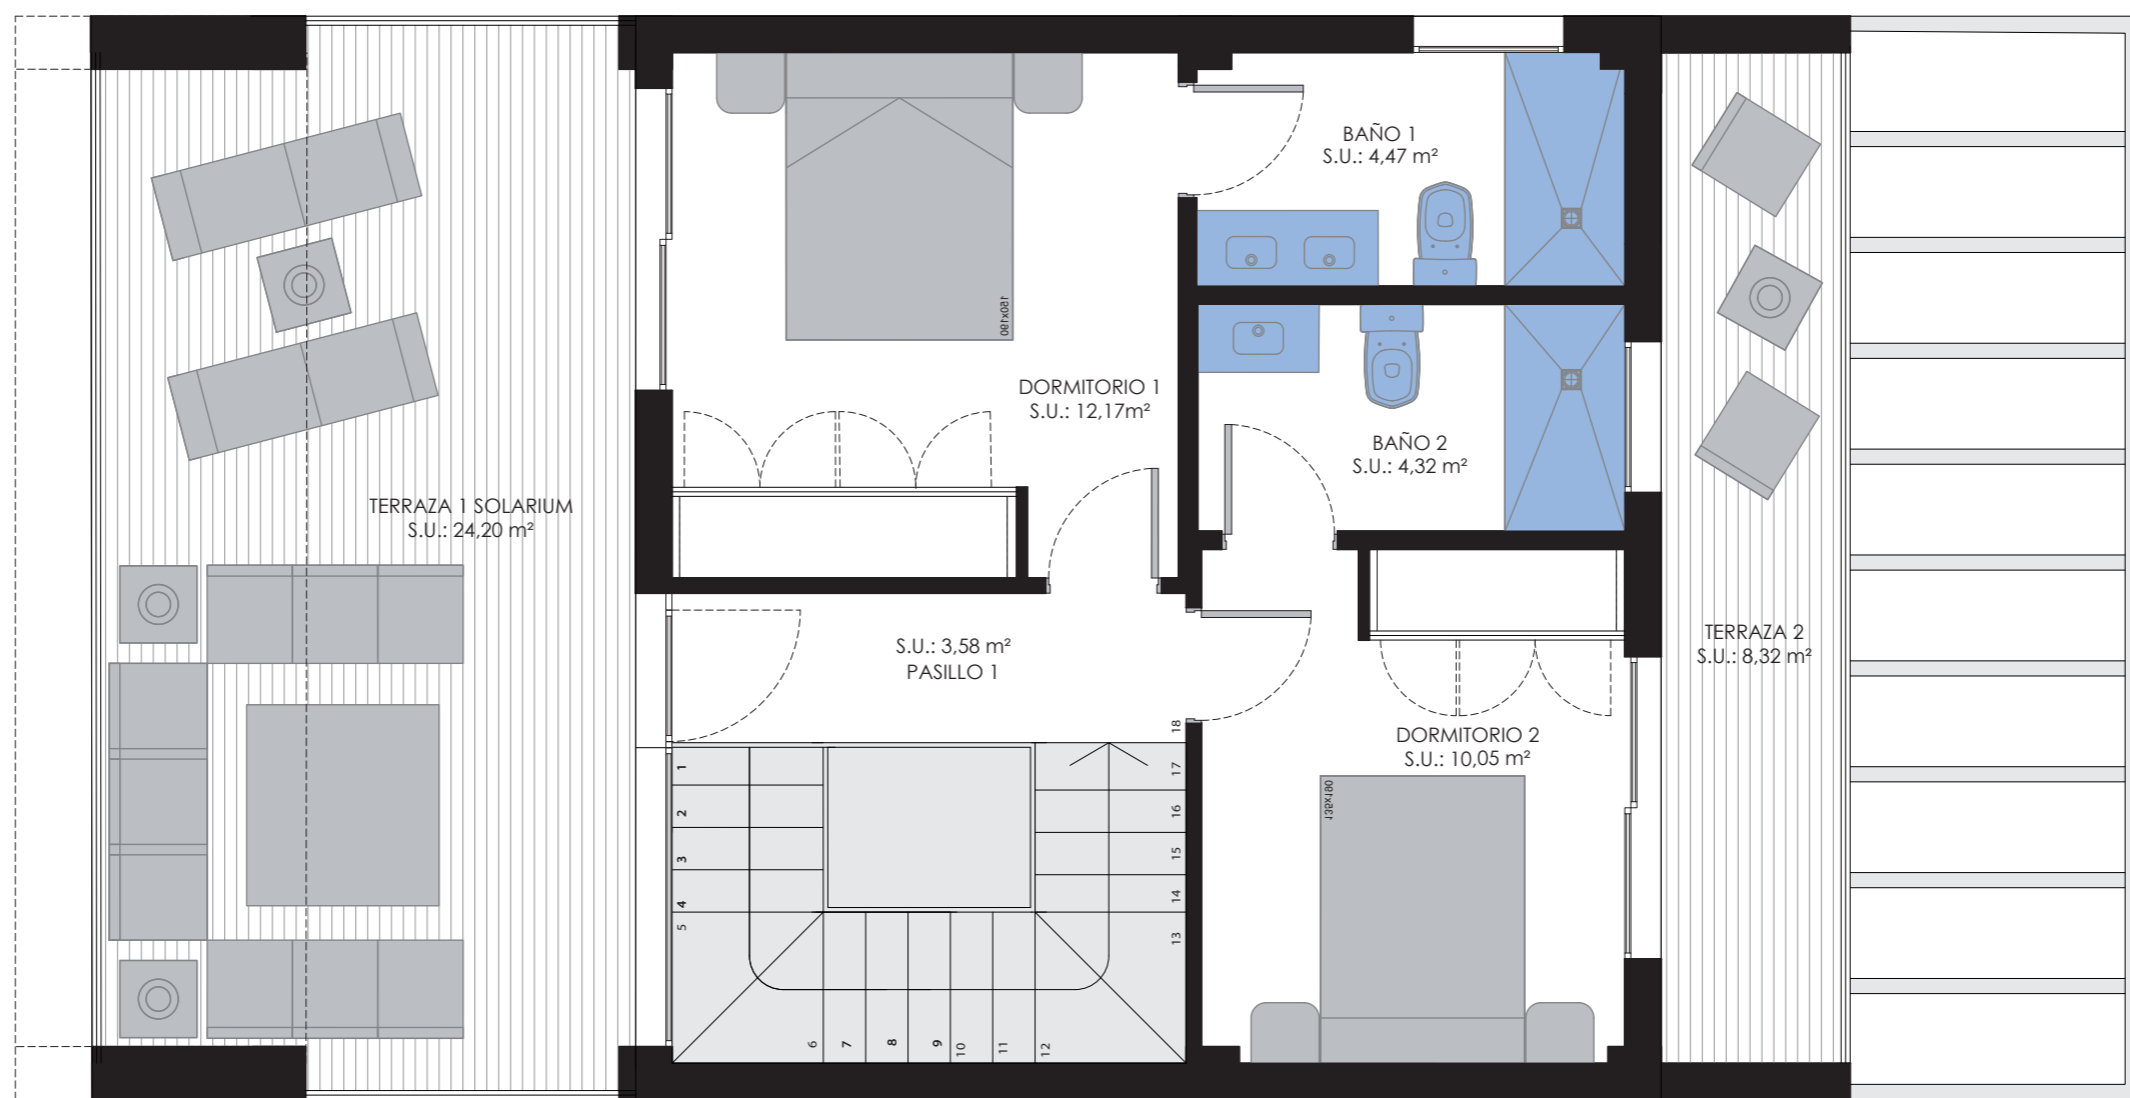 BAÑO 1
S.U.: 4,47 m²
150x190
DORMITORIO 1
S.U.: 12,17m²
BAÑO 2
S.U.: 4,32 m²
TERRAZA 1 SOLARIUM
S.U.: 24,20 m²
S.U.: 3,58 m²
PASILLO 1
TERRAZA 2
S.U.: 8,32 m²
DORMITORIO 2
S.U.: 10,05 m²
135x190
1
2
3
4
5
6
7
8
9
10
11
12
13
14
15
16
17
18